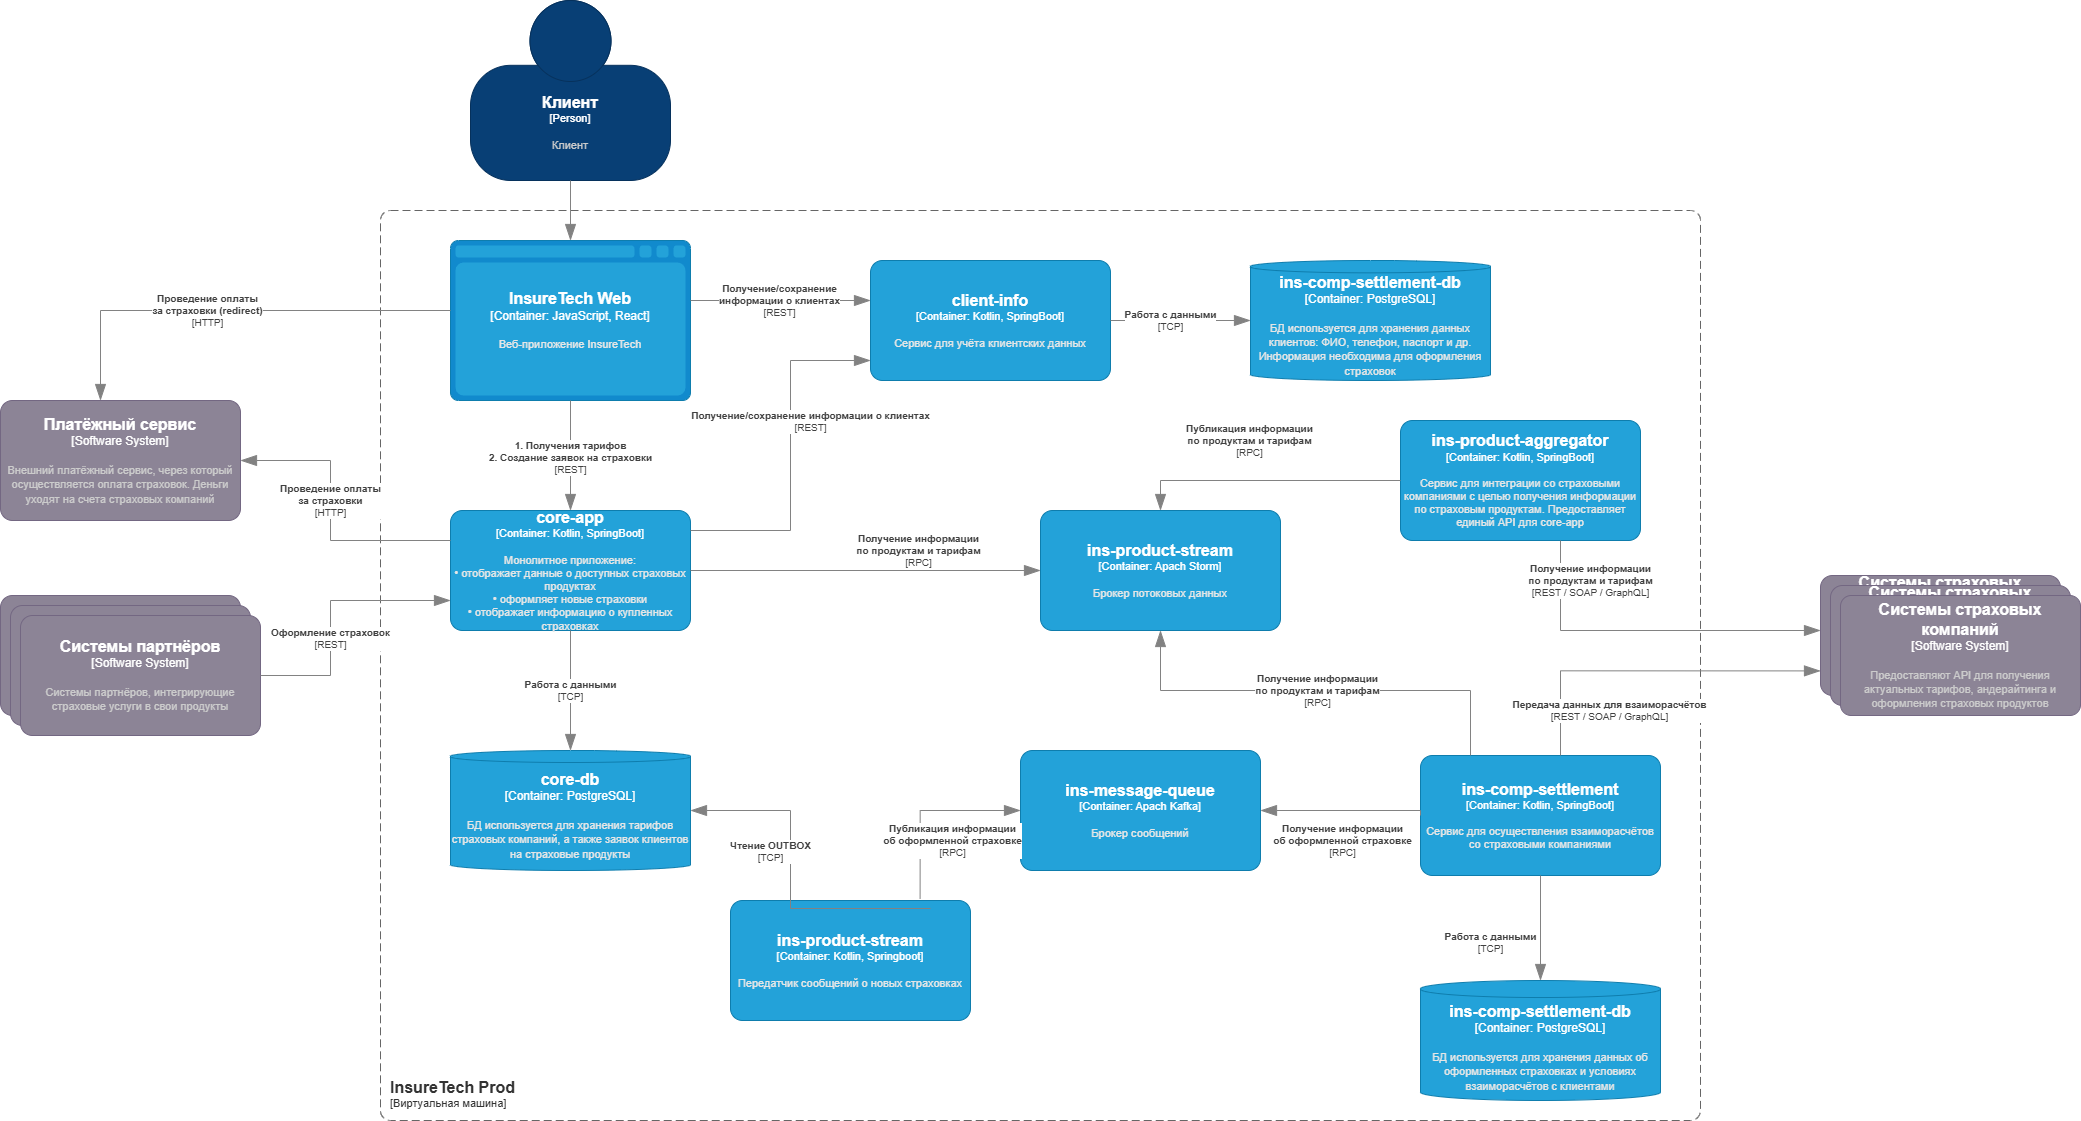 Клиент
[Person]
Клиент
InsureTech Web
[Container: JavaScript, React]
Веб-приложение InsureTech
Проведение оплаты
за страховки (redirect)
[HTTP]
Получение/сохранение
информации о клиентах
[REST]
client-info
[Container: Kotlin, SpringBoot]
Сервис для учёта клиентских данных
Работа с данными
[TCP]
ins-comp-settlement-db
[Container: PostgreSQL]
БД используется для хранения данных
клиентов: ФИО, телефон, паспорт и др.
Информация необходима для оформления
страховок
Платёжный сервис
[Software System]
Внешний платёжный сервис, через который
осуществляется оплата страховок. Деньги
уходят на счета страховых компаний
1. Получения тарифов
2. Создание заявок на страховки
[REST]
Получение/сохранение информации о клиентах
[REST]
Публикация информации
по продуктам и тарифам
[RPC]
ins-product-aggregator
[Container: Kotlin, SpringBoot]
Сервис для интеграции со страховыми
компаниями с целью получения информации
по страховым продуктам. Предоставляет
единый API для core-app
Проведение оплаты
за страховки
[HTTP]
core-app
[Container: Kotlin, SpringBoot]
Монолитное приложение:
• отображает данные о доступных страховых
продуктах
• оформляет новые страховки
• отображает информацию о купленных
страховках
Получение информации
по продуктам и тарифам
[RPC]
ins-product-stream
[Container: Apach Storm]
Брокер потоковых данных
Получение информации
по продуктам и тарифам
[REST / SOAP / GraphQL]
Системы страховых
Системы страховых
Системы страховых
компаний
[Software System]
Предоставляют API для получения
актуальных тарифов, андерайтинга и
оформления страховых продуктов
Системы партнёров
[Software System]
Системы партнёров, интегрирующие
страховые услуги в свои продукты
Оформление страховок
[REST]
Работа с данными
[TCP]
Получение информации
по продуктам и тарифам
[RPC]
Передача данных для взаиморасчётов
[REST / SOAP / GraphQL]
core-db
[Container: PostgreSQL]
БД используется для хранения тарифов
страховых компаний, а также заявок клиентов
на страховые продукты
Чтение OUTBOX
[TCP]
Публикация информации
об оформленной страховке
[RPC]
ins-message-queue
[Container: Apach Kafka]
Брокер сообщений
Получение информации
об оформленной страховке
[RPC]
ins-comp-settlement
[Container: Kotlin, SpringBoot]
Сервис для осуществления взаиморасчётов
со страховыми компаниями
ins-product-stream
[Container: Kotlin, Springboot]
Передатчик сообщений о новых страховках
Работа с данными
[TCP]
ins-comp-settlement-db
[Container: PostgreSQL]
БД используется для хранения данных об
оформленных страховках и условиях
взаиморасчётов с клиентами
InsureTech Prod
[Виртуальная машина]